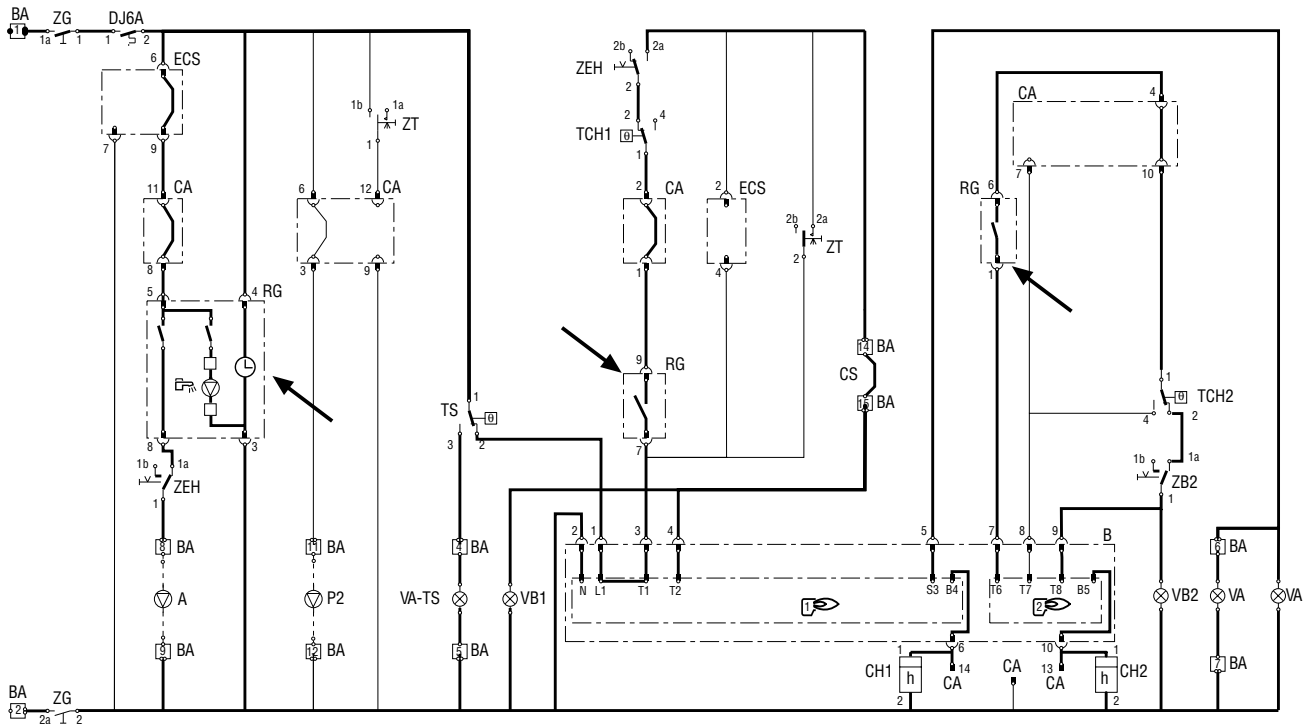 BA ZG DJ6A
1 1a 1 1 2
6 ECS
7 9
11 CA
8
5 4 RG
8 3
1b 1a
ZEH
1
8 BA
A
9 BA
1b 1a
ZT
1
6 12 CA
3 9
11 BA
P2
12 BA
1
TS θ
3 2
4 BA
VA-TS
5 BA
VB1
2b 2a
ZEH
2
2 4
TCH1 θ
1
2 CA
1
9 RG
7
2 ECS
4
2b 2a
ZT
2
14 BA
CS
15 BA
CA 4
7 10
RG 6
1
1
θ TCH2
4 2
1b 1a
ZB2
1
2 1 3 4 5 7 8 9 B
N L1 T1 T2 S3 B4 T6 T7 T8 B5
1 2
6 10
1 14 13 1
CH1 h CA CA CA h CH2
2 2
VB2
6 BA
VA
7 BA
VA
BA ZG
2 2a 2